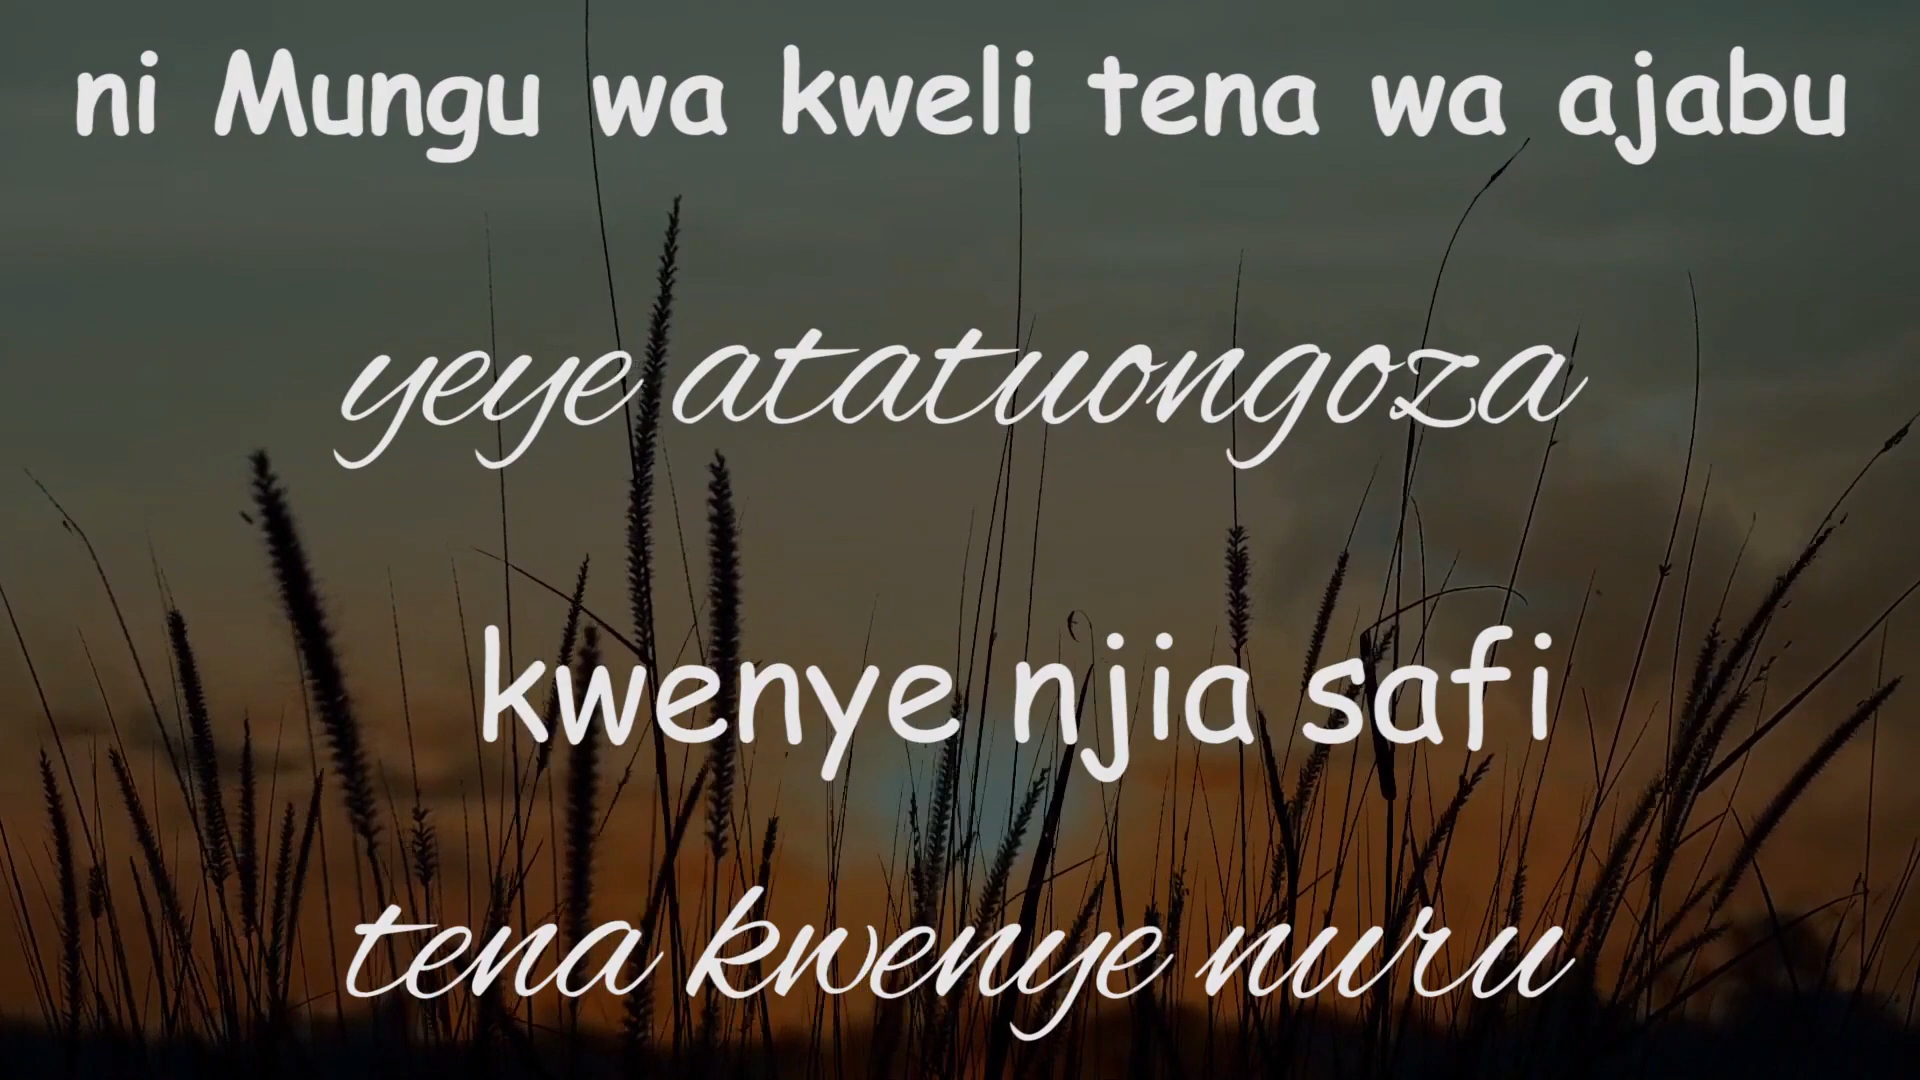 ni Mungu wa kweli tena wa ajabu
yeye atatuongoza
kwenye njia safi
tena kwenye nuru